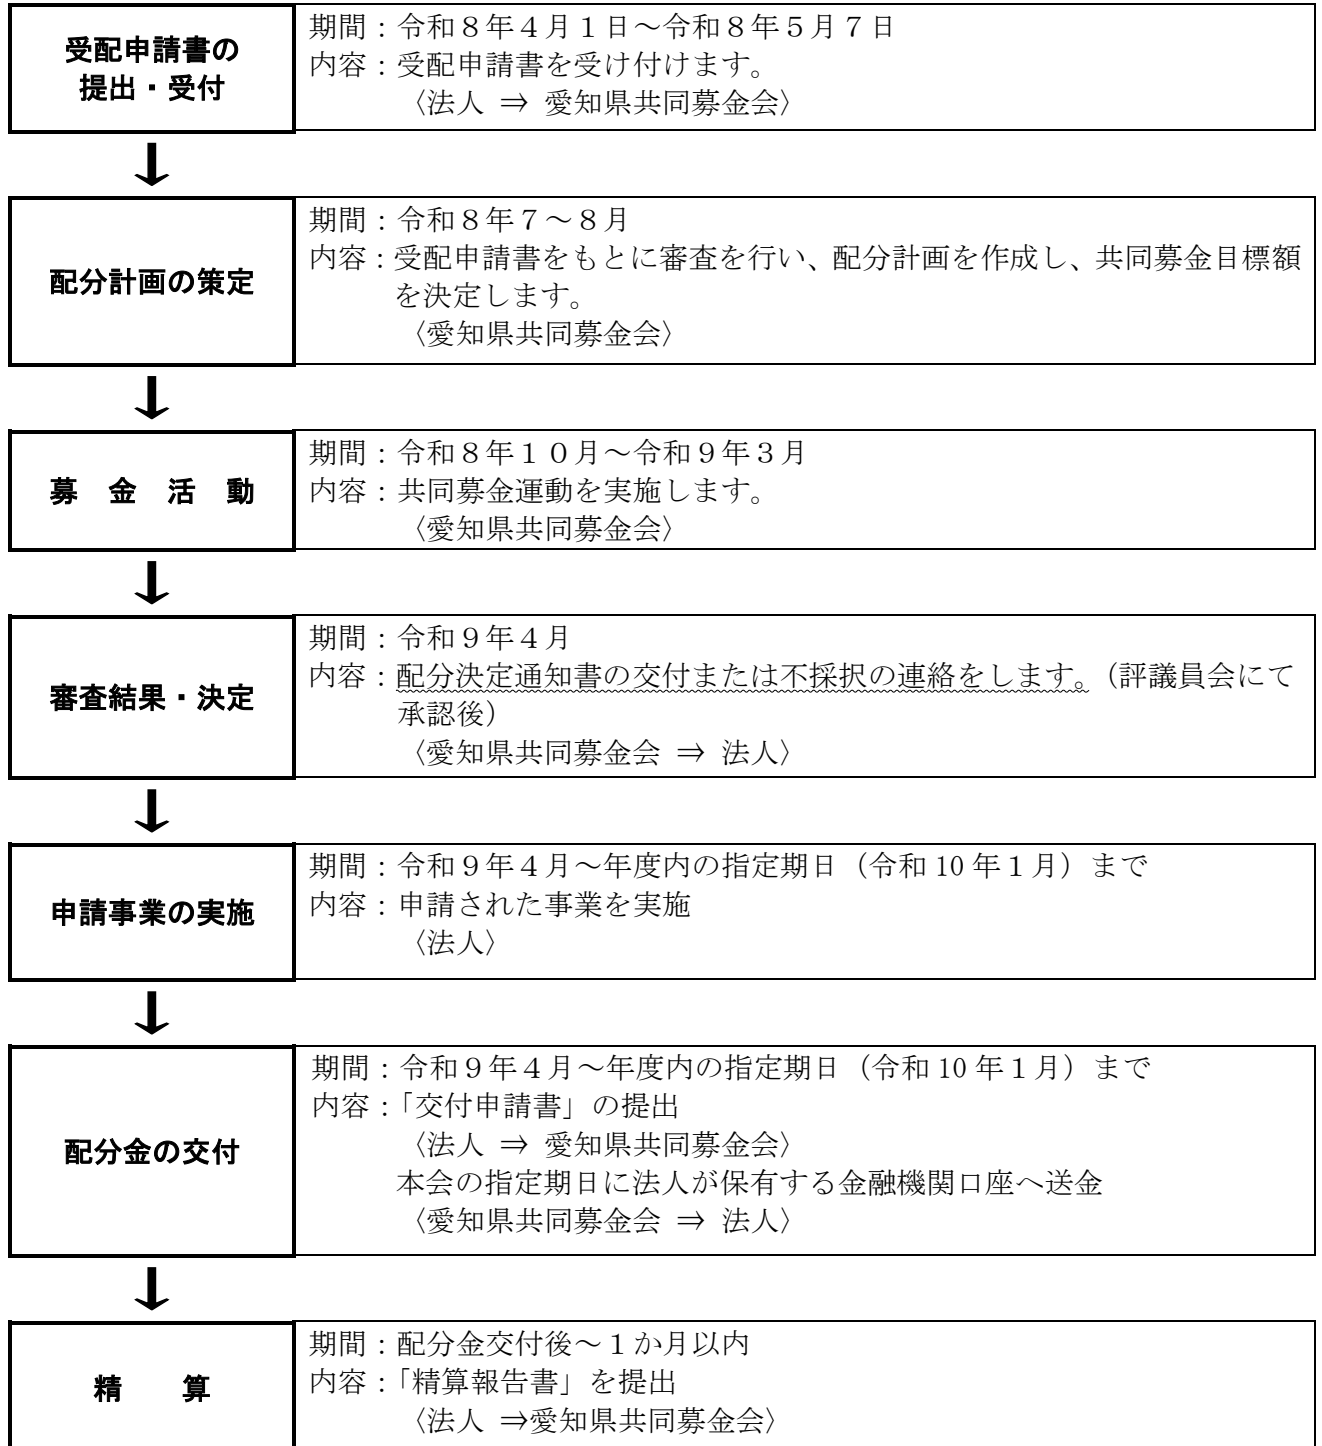 受配申請書の
提出・受付
期間：令和８年４月１日～令和８年５月７日
内容：受配申請書を受け付けます。
〈法人 ⇒ 愛知県共同募金会〉
↓
配分計画の策定
期間：令和８年７～８月
内容：受配申請書をもとに審査を行い、配分計画を作成し、共同募金目標額
を決定します。
〈愛知県共同募金会〉
↓
募　金　活　動
期間：令和８年１０月～令和９年３月
内容：共同募金運動を実施します。
〈愛知県共同募金会〉
↓
審査結果・決定
期間：令和９年４月
内容：配分決定通知書の交付または不採択の連絡をします。（評議員会にて
承認後）
〈愛知県共同募金会 ⇒ 法人〉
↓
申請事業の実施
期間：令和９年４月～年度内の指定期日（令和 10 年１月）まで
内容：申請された事業を実施
〈法人〉
↓
配分金の交付
期間：令和９年４月～年度内の指定期日（令和 10 年１月）まで
内容：「交付申請書」の提出
〈法人 ⇒ 愛知県共同募金会〉
本会の指定期日に法人が保有する金融機関口座へ送金
〈愛知県共同募金会 ⇒ 法人〉
↓
精　　算
期間：配分金交付後～１か月以内
内容：「精算報告書」を提出
〈法人 ⇒愛知県共同募金会〉